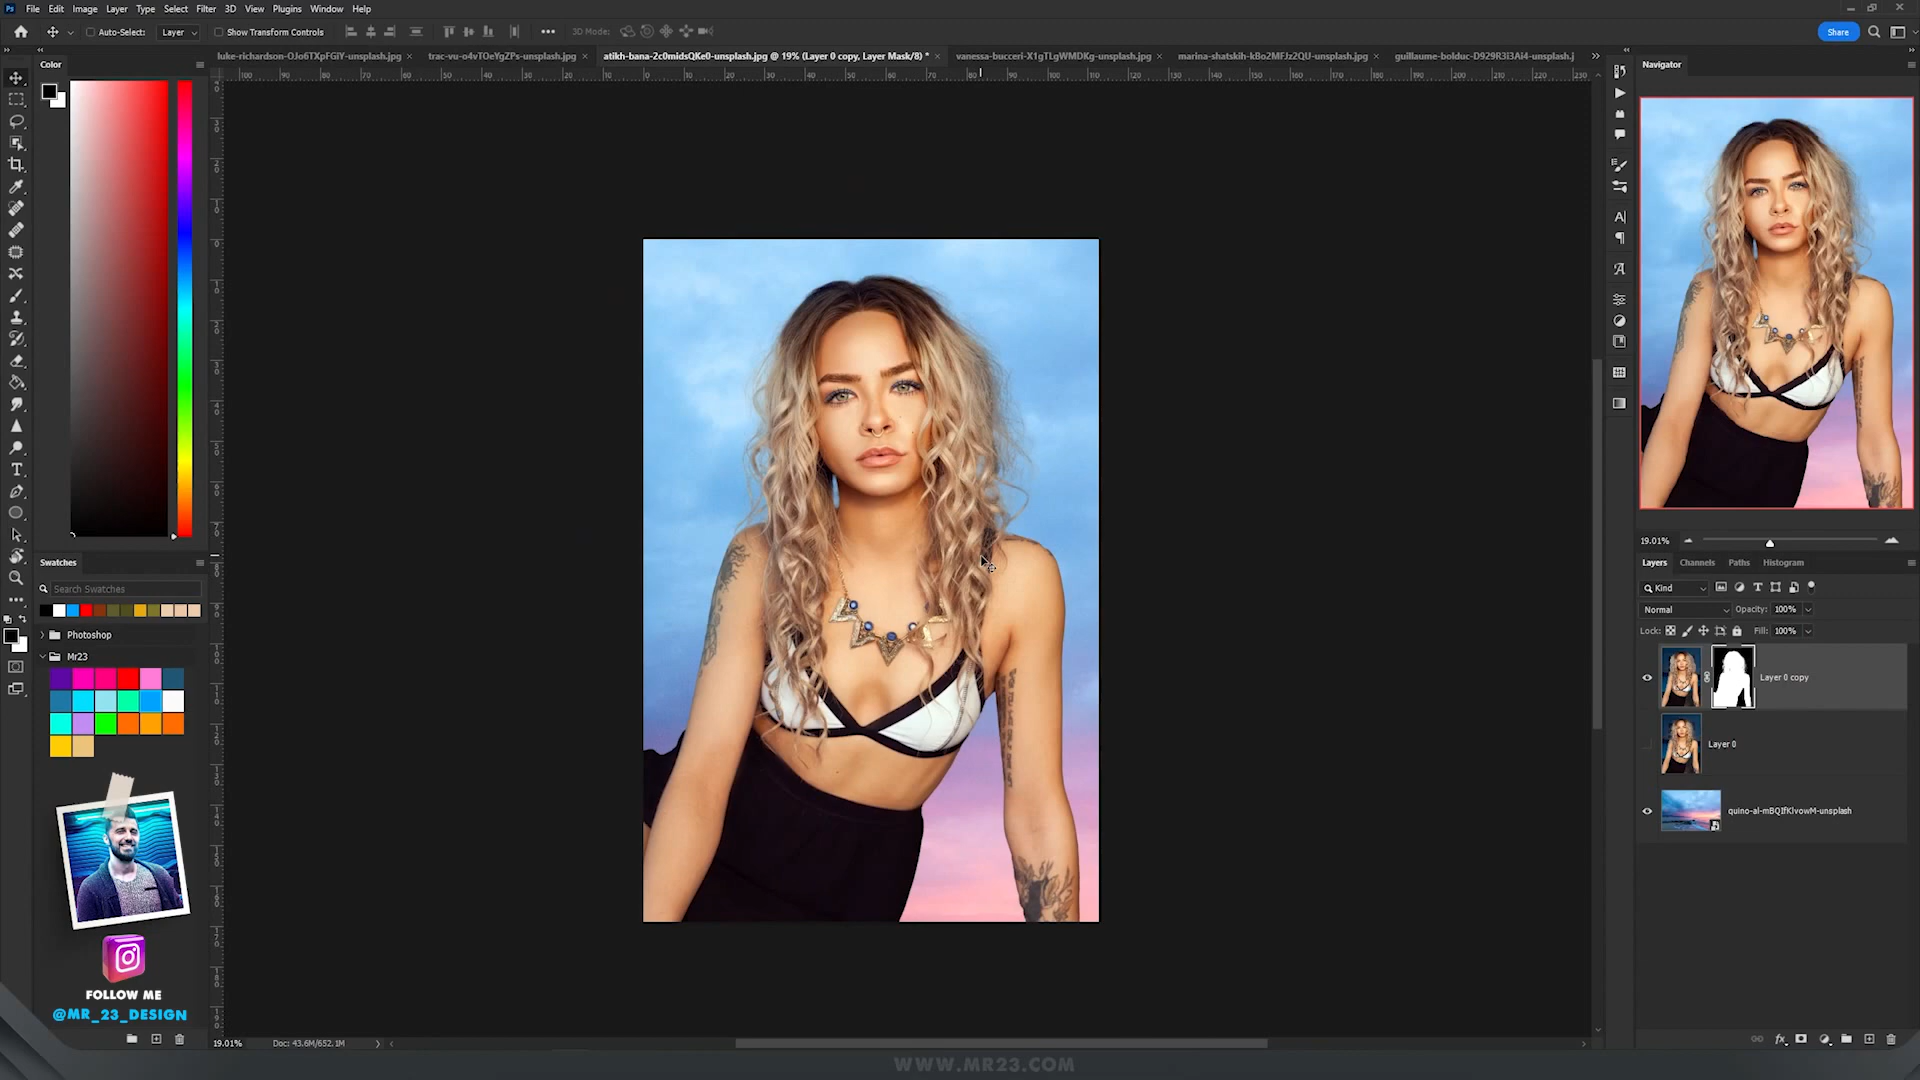 Ps File Edit Image Layer Type Select Filter 3D View Plugins Window Help
Auto-Select: Layer Show Transform Controls 3D Mode: Share
luke-richardson-OJo6TXpFGiY-unsplash.jpg × trac-vu-o4vTOeYgZPs-unsplash.jpg × atikh-bana-2c0midsQKe0-unsplash.jpg @ 19% (Layer 0 copy, Layer Mask/8) * × vanessa-bucceri-X1gTLgWMDKg-unsplash.jpg × marina-shatskih-kBo2MFJz2QU-unsplash.jpg × guillaume-bolduc-D929R3i3Ai4-unsplash.j
Color
Navigator
19.01%
Swatches
Search Swatches
Photoshop
Mr23
FOLLOW ME
@MR_23_DESIGN
Layers Channels Paths Histogram
Kind
Normal Opacity: 100%
Lock: Fill: 100%
Layer 0 copy
Layer 0
quino-al-mBQIfKlvowM-unsplash
19.01% Doc: 43.6M/652.1M
WWW.MR23.COM